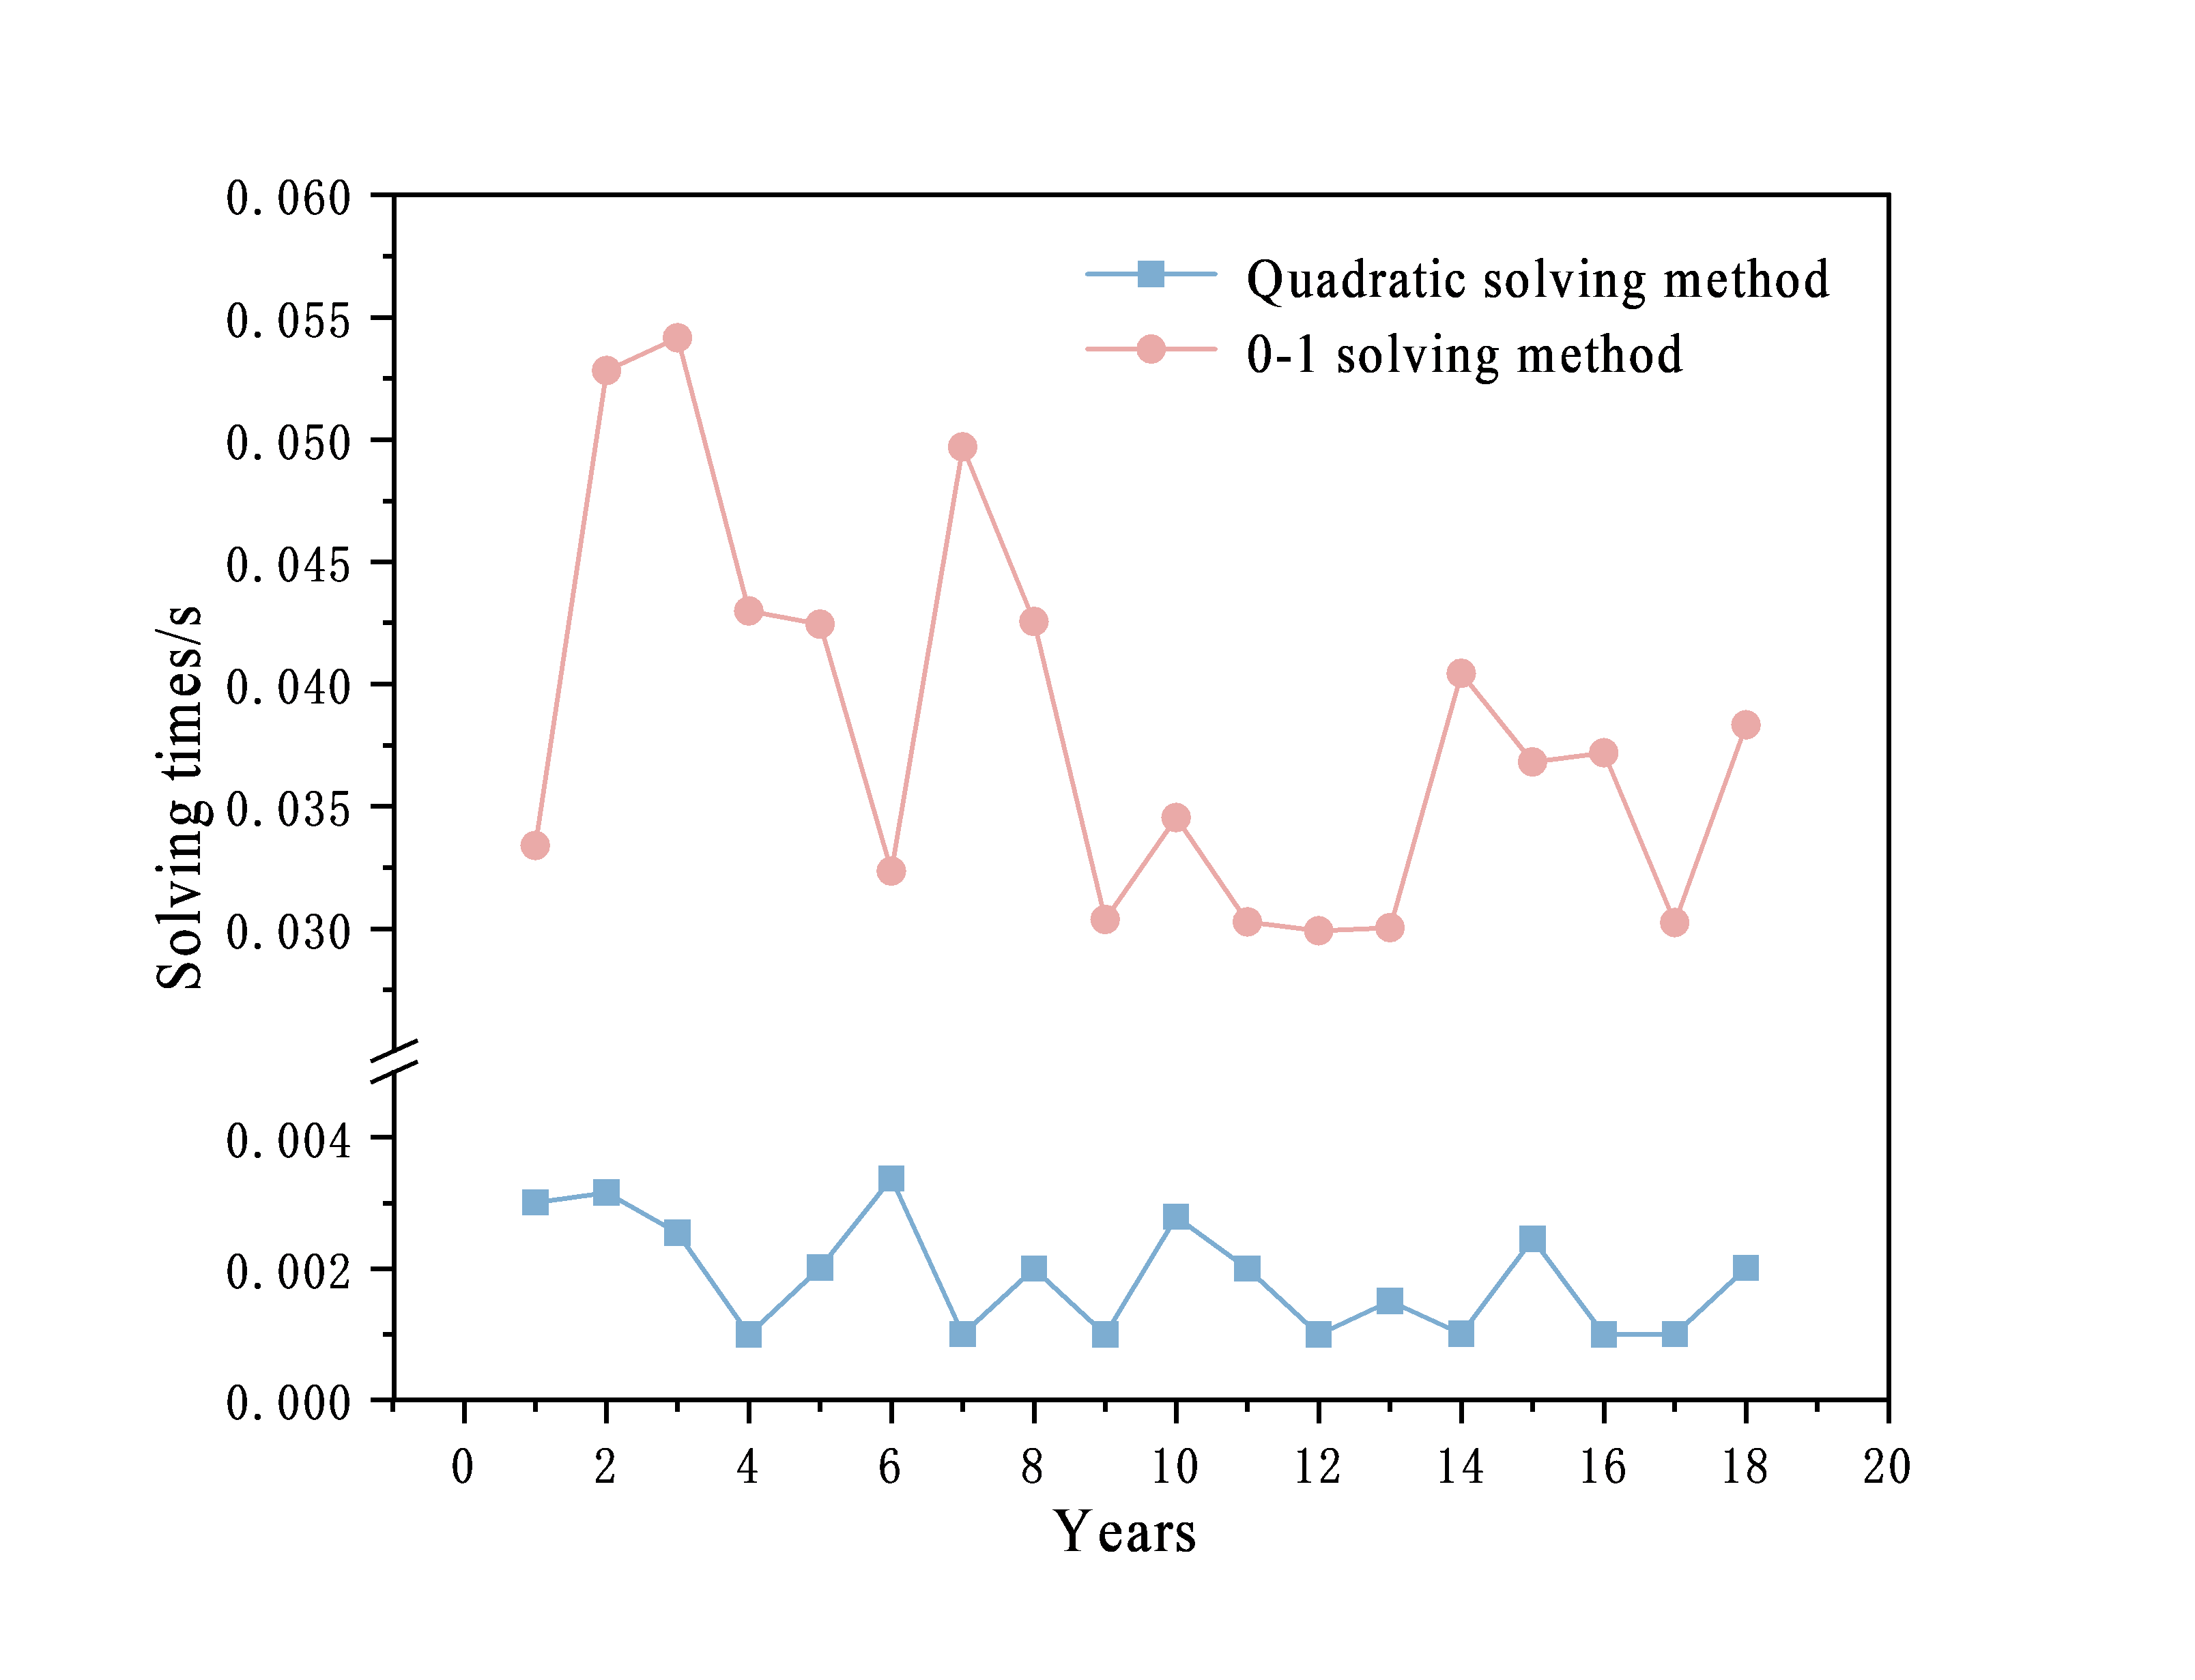 0.060
0.055
0.050
0.045
0.040
0.035
0.030
0.004
0.002
0.000
Solving times/s
Quadratic solving method
0-1 solving method
0 2 4 6 8 10 12 14 16 18 20
Years